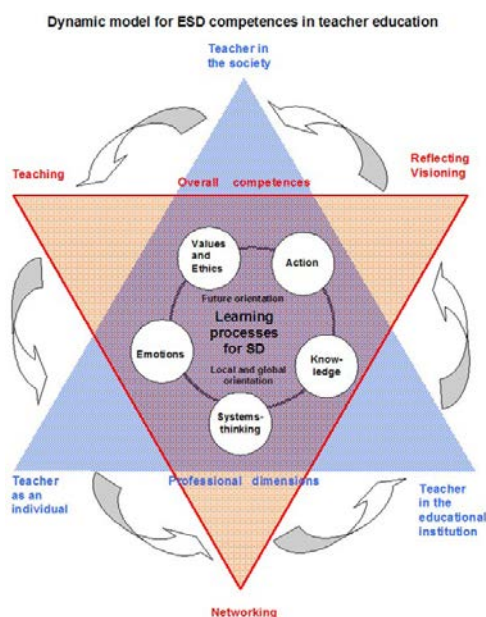 Dynamic model for ESD competences in teacher education
Teacher in
the society
Teaching
Overall competences
Reflecting
Visioning
Values
and
Ethics
Action
Future orientation
Learning
processes
for SD
Emotions
Know-
ledge
Local and global
orientation
Systems-
thinking
Teacher
as an
individual
Professional dimensions
Teacher
in the
educational
institution
Networking